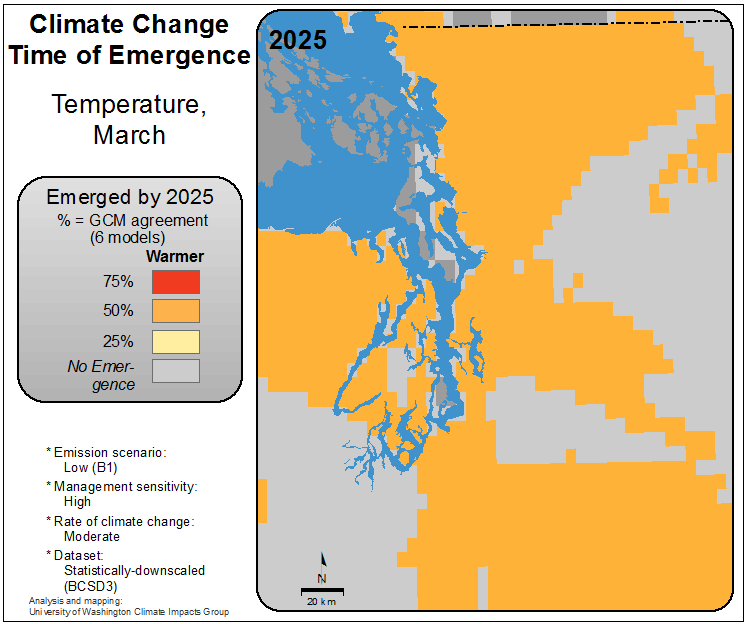 Climate Change
Time of Emergence
Temperature,
March
Emerged by 2025
% = GCM agreement
(6 models)
Warmer
75%
50%
25%
No Emer-
gence
* Emission scenario:
Low (B1)
* Management sensitivity:
High
* Rate of climate change:
Moderate
* Dataset:
Statistically-downscaled
(BCSD3)
Analysis and mapping:
University of Washington Climate Impacts Group
2025
N
20 km